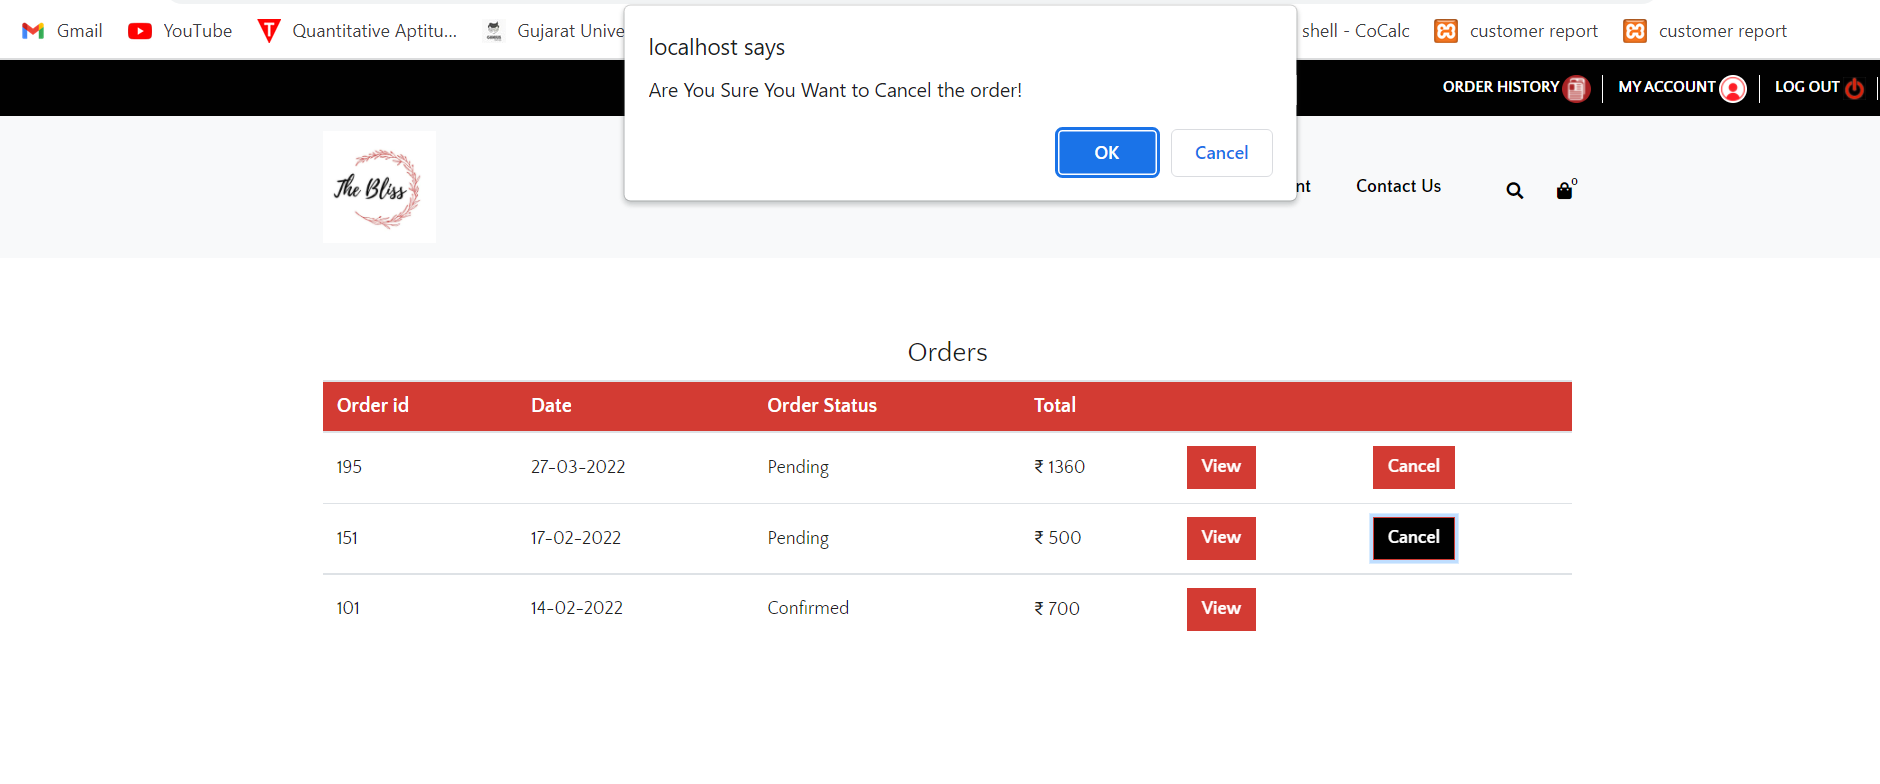 Gmail YouTube Quantitative Aptitu... Gujarat Unive shell - CoCalc customer report customer report
localhost says
Are You Sure You Want to Cancel the order!
OK Cancel
ORDER HISTORY MY ACCOUNT LOG OUT
The Bliss
nt Contact Us 0
Orders
Order id Date Order Status Total
195 27-03-2022 Pending ₹ 1360 View Cancel
151 17-02-2022 Pending ₹ 500 View Cancel
101 14-02-2022 Confirmed ₹ 700 View